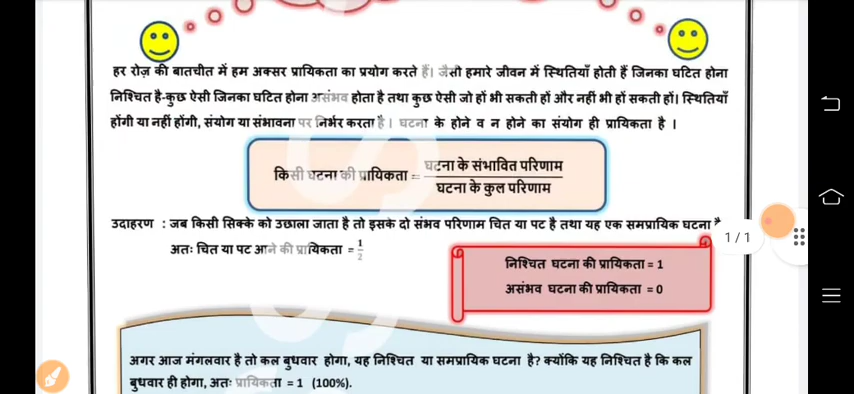 हर रोज़ की बातचीत में हम अक्सर प्रायिकता का प्रयोग करते हैं। जैसी हमारे जीवन में स्थितियाँ होती हैं जिनका घटित होना
निश्चित है-कुछ ऐसी जिनका घटित होना असंभव होता है तथा कुछ ऐसी जो हों भी सकती हों और नहीं भी हों सकती हों। स्थितियाँ
होंगी या नहीं होंगी, संयोग या संभावना पर निर्भर करता है। घटना के होने व न होने का संयोग ही प्रायिकता है ।
किसी घटना की प्रायिकता = घटना के संभावित परिणाम
घटना के कुल परिणाम
उदाहरण : जब किसी सिक्के को उछाला जाता है तो इसके दो संभव परिणाम चित या पट है तथा यह एक समप्रायिक घटना है
अतः चित या पट आने की प्रायिकता = 1/2
1 / 1
निश्चित घटना की प्रायिकता = 1
असंभव घटना की प्रायिकता = 0
अगर आज मंगलवार है तो कल बुधवार होगा, यह निश्चित या समप्रायिक घटना है? क्योंकि यह निश्चित है कि कल
बुधवार ही होगा, अतः प्रायिकता = 1 (100%).